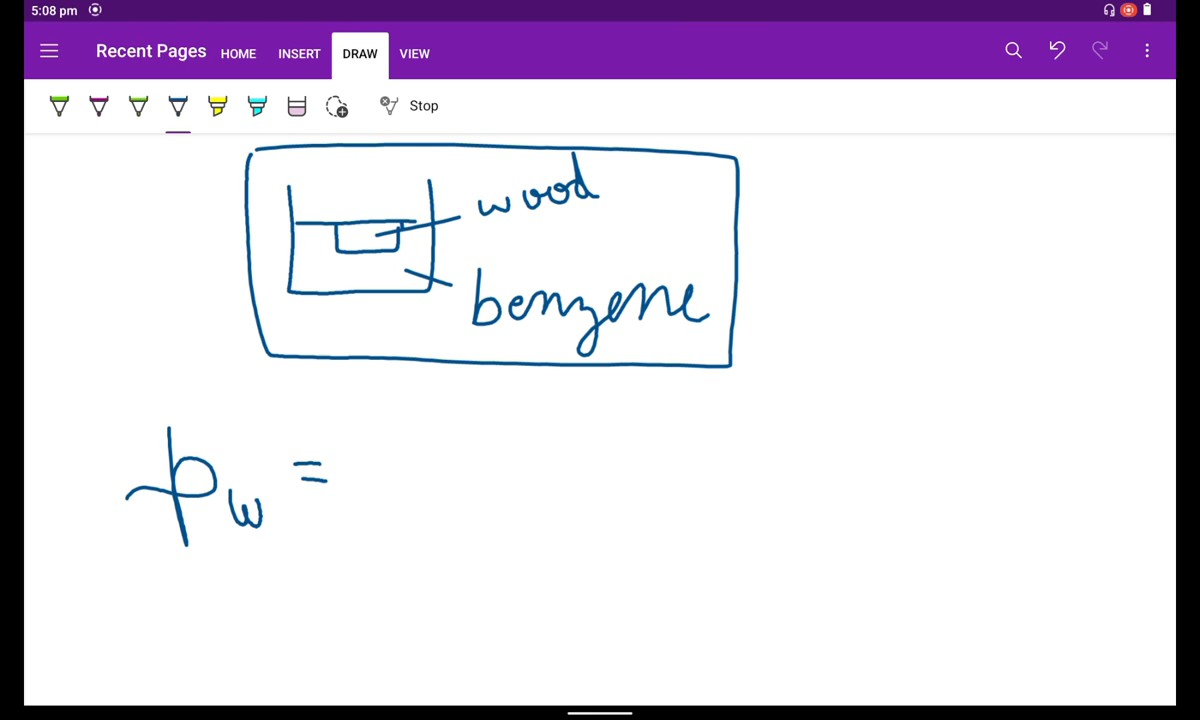 5:08 pm
Recent Pages HOME INSERT DRAW VIEW
Stop
wood
benzene
ρw =